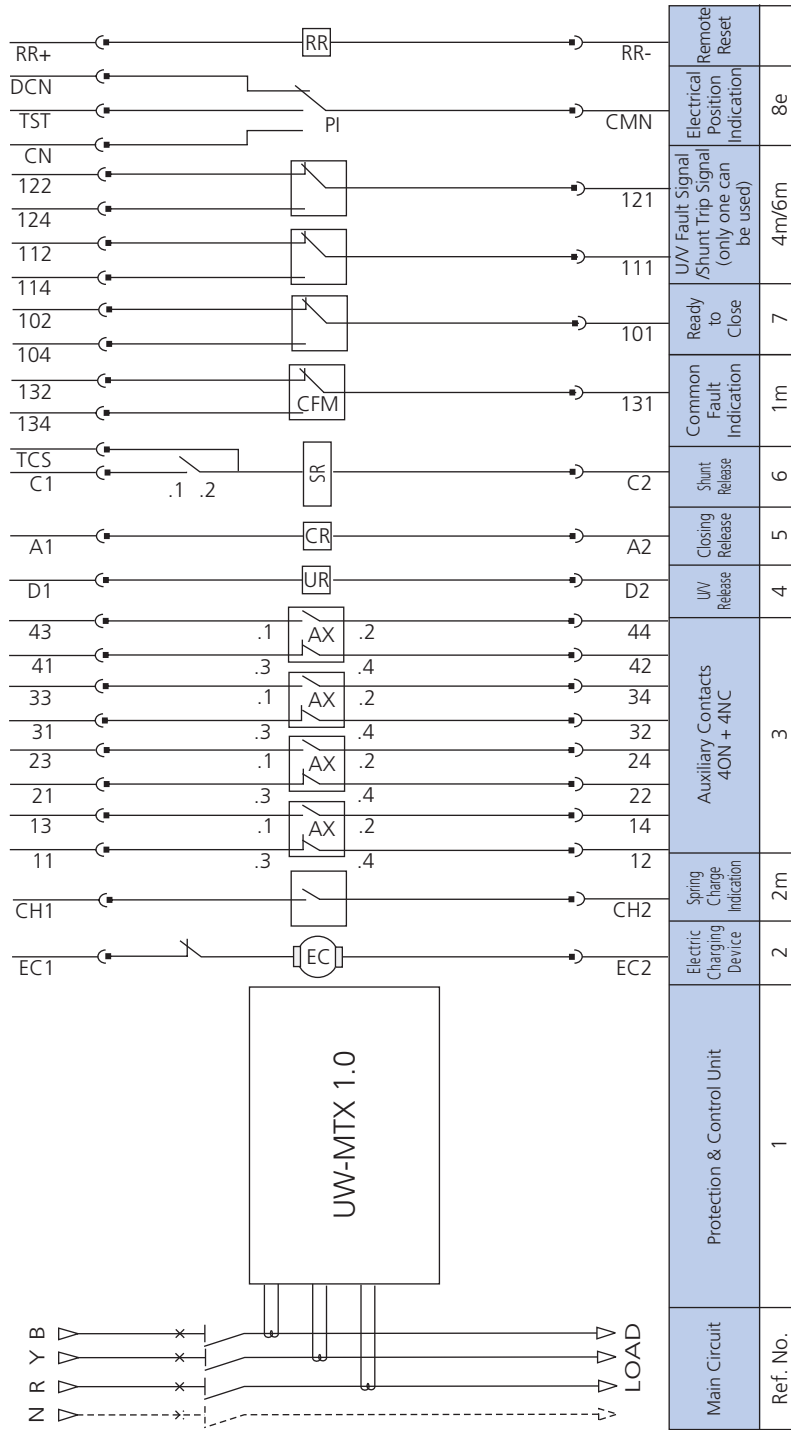 RR+
RR
RR-
Remote
Reset
DCN
TST
CN
PI
CMN
Electrical
Position
Indication
8e
122
124
121
112
114
111
U/V Fault Signal
/Shunt Trip Signal
(only one can
be used)
4m/6m
102
104
101
Ready
to
Close
7
132
134
CFM
131
Common
Fault
Indication
1m
TCS
C1
.1 .2
SR
C2
Shunt
Release
6
A1
CR
A2
Closing
Release
5
D1
UR
D2
U/V
Release
4
43
.1 AX .2
44
41
.3 .4
42
33
.1 AX .2
34
31
.3 .4
32
23
.1 AX .2
24
21
.3 .4
22
13
.1 AX .2
14
11
.3 .4
12
Auxiliary Contacts
4ON + 4NC
3
CH1
CH2
Spring
Charge
Indication
2m
EC1
EC
EC2
Electric
Charging
Device
2
UW-MTX 1.0
Protection & Control Unit
1
B
Y
R
N
LOAD
Main Circuit
Ref. No.